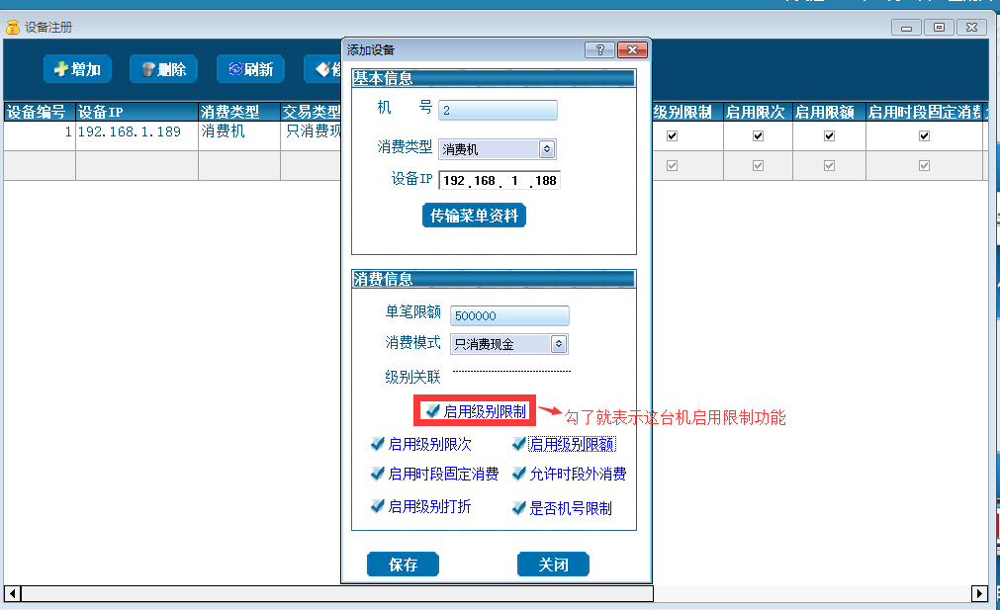 设备注册
增加
删除
刷新
添加设备
基本信息
机 号
2
消费类型
消费机
设备IP
192.168. 1 .188
传输菜单资料
消费信息
单笔限额
500000
消费模式
只消费现金
级别关联
启用级别限制
勾了就表示这台机启用限制功能
启用级别限次
启用级别限额
启用时段固定消费
允许时段外消费
启用级别打折
是否机号限制
保存
关闭
设备编号 设备IP 消费类型 交易类型 级别限制 启用限次 启用限额 启用时段固定消费
1 192.168.1.189 消费机 只消费现